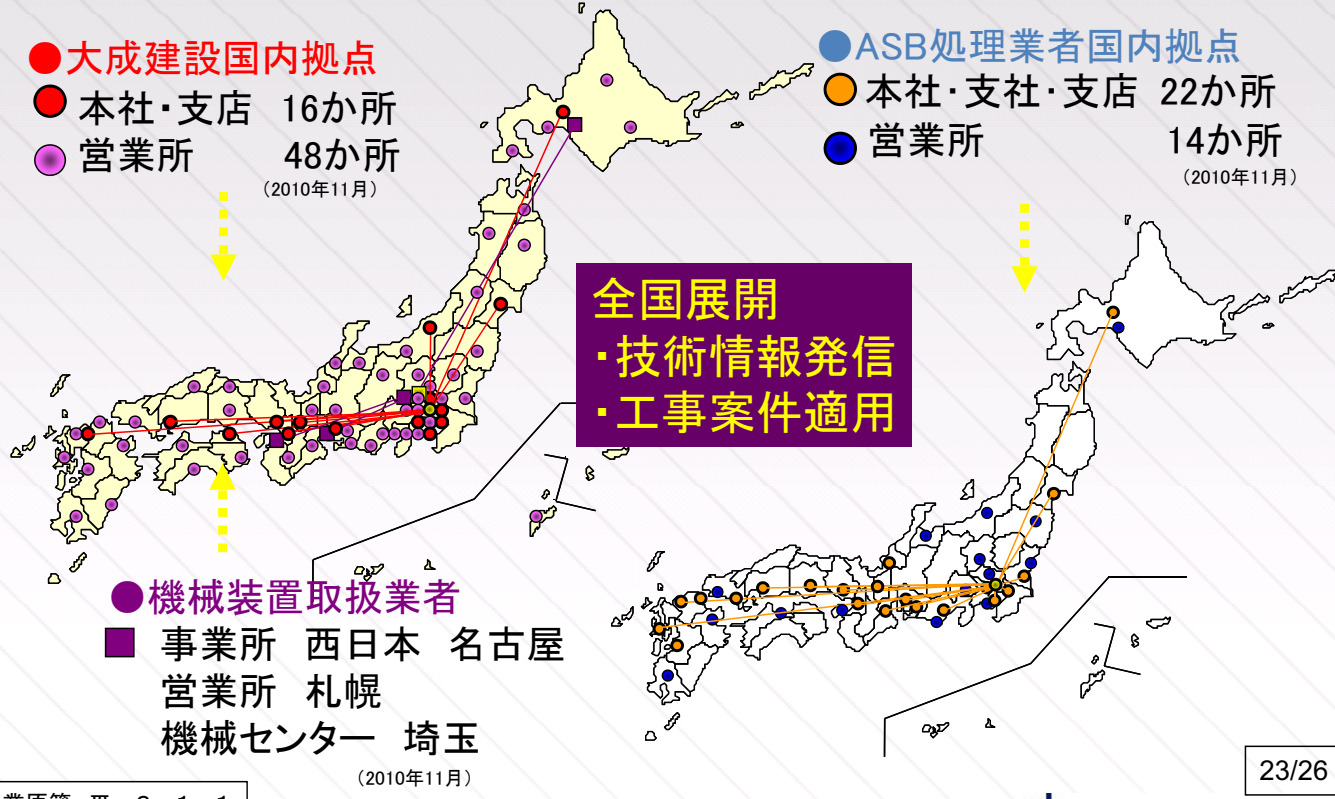 ●大成建設国内拠点
本社・支店 16か所
営業所 48か所
（2010年11月）
●ASB処理業者国内拠点
本社・支社・支店 22か所
営業所 14か所
（2010年11月）
全国展開
・技術情報発信
・工事案件適用
●機械装置取扱業者
事業所 西日本 名古屋
営業所 札幌
機械センター 埼玉
（2010年11月）
23/26